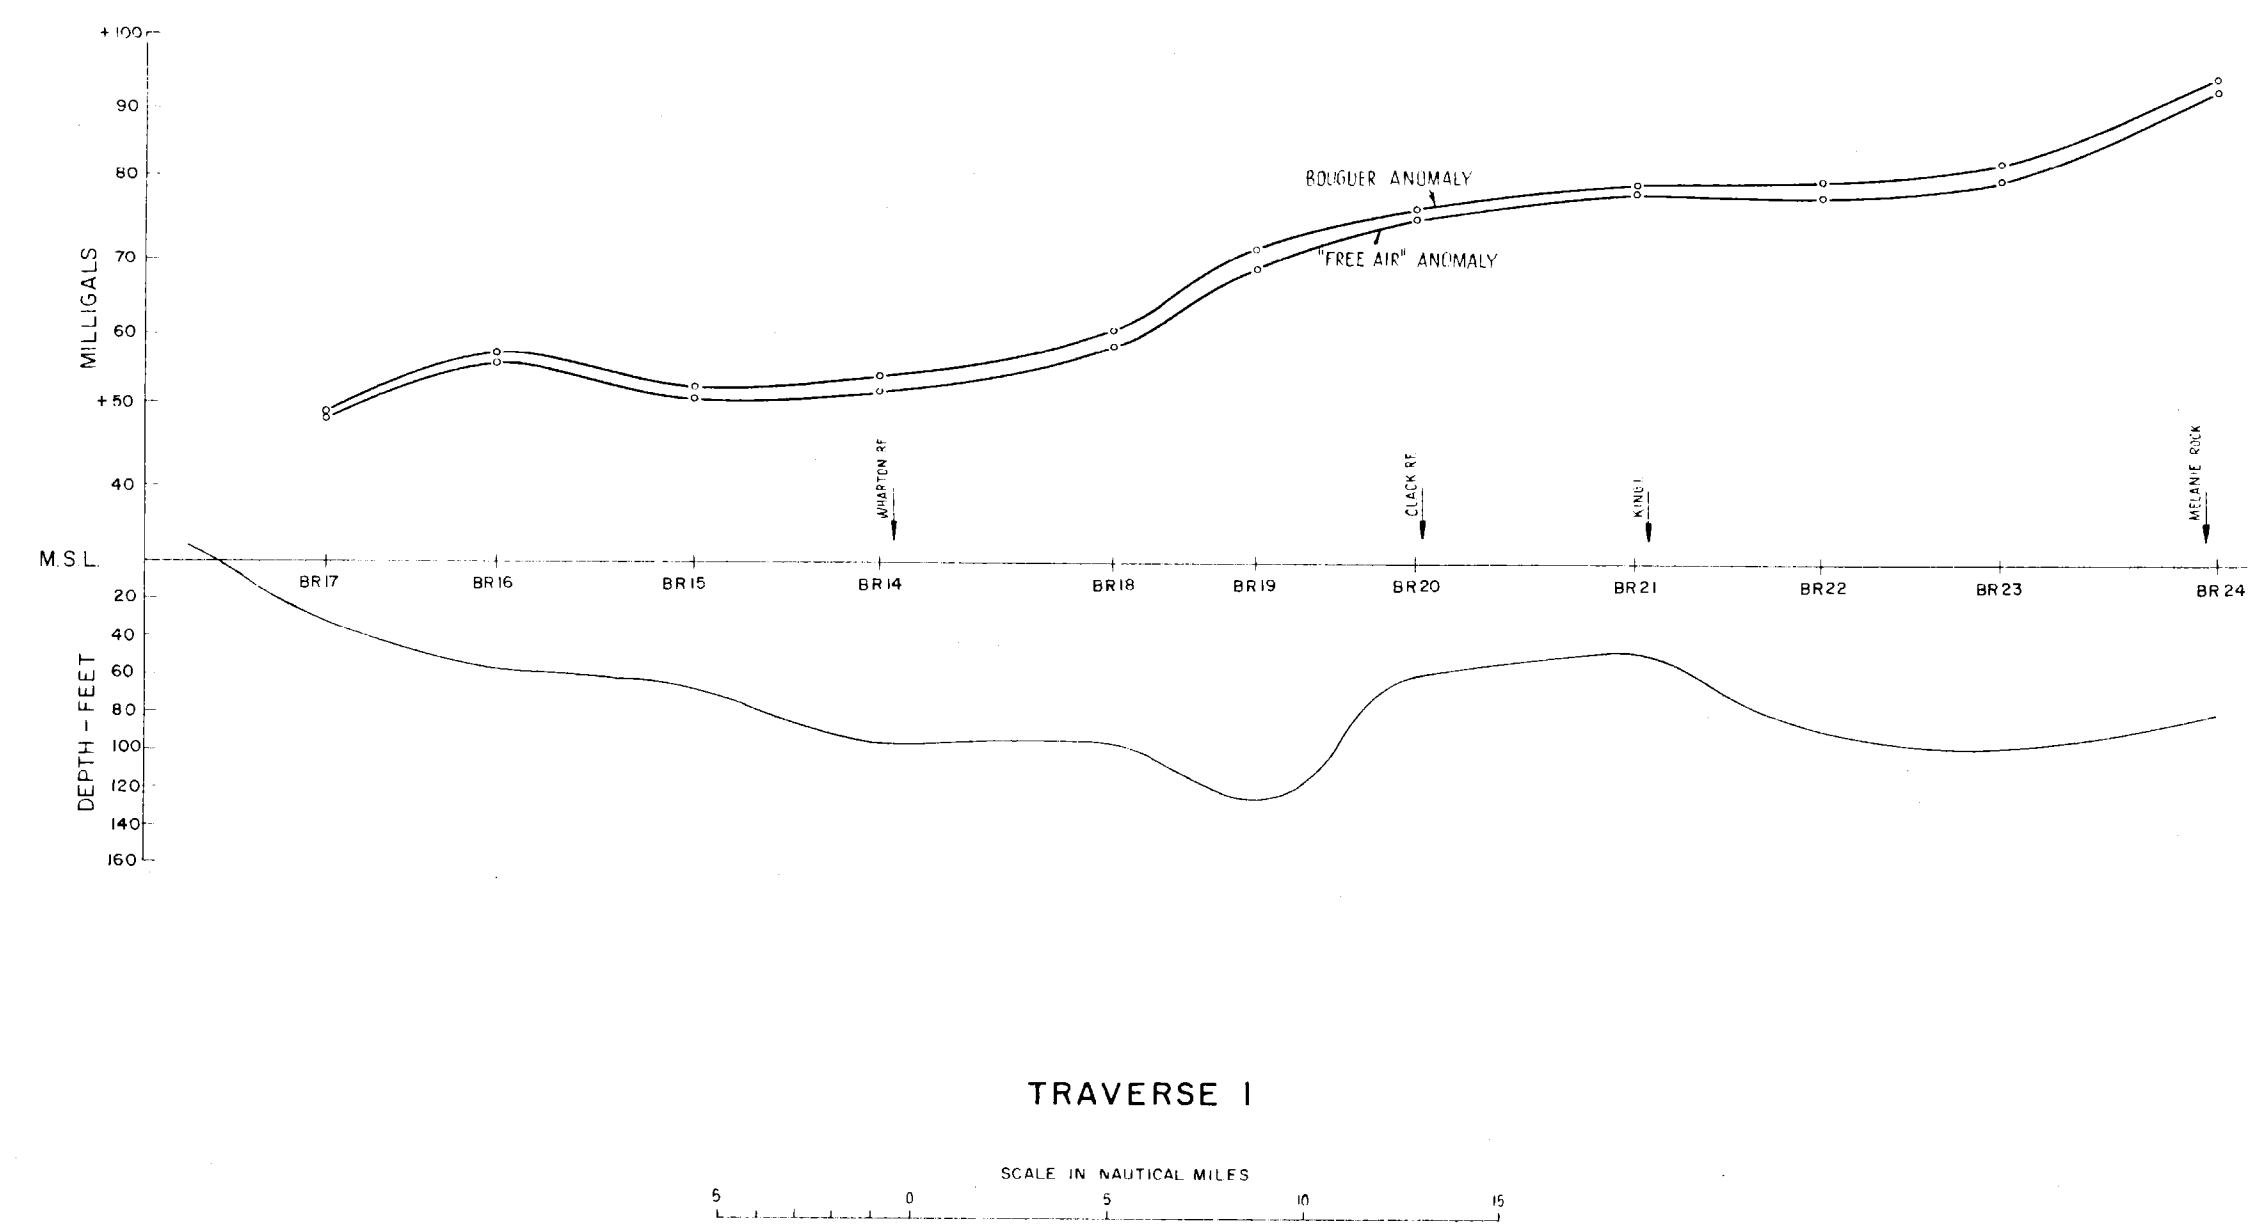 +100
90
80
70
60
+50
40
MILLIGALS
BOUGUER ANOMALY
"FREE AIR" ANOMALY
WHARTON RF.
CLACK RF.
KING I.
MELANIE ROCK
M.S.L.
BR17 BR16 BR15 BR14 BR18 BR19 BR20 BR21 BR22 BR23 BR24
20
40
60
80
100
120
140
160
DEPTH - FEET
TRAVERSE 1
SCALE IN NAUTICAL MILES
5 0 5 10 15